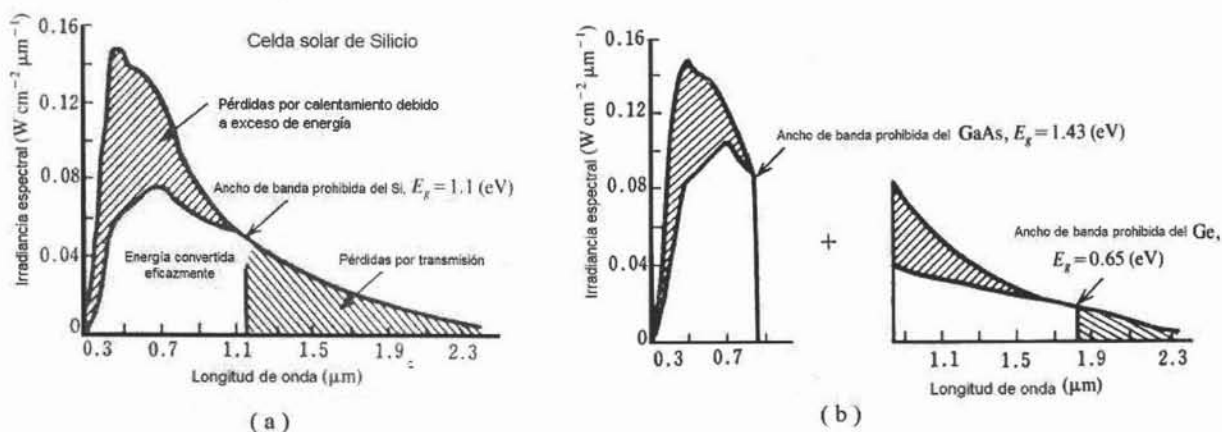 Celda solar de Silicio
Irradiancia espectral (W cm⁻² μm⁻¹)
0.16
0.12
0.08
0.04
0
Pérdidas por calentamiento debido
a exceso de energía
Ancho de banda prohibida del Si, E_g = 1.1 (eV)
Energía convertida
eficazmente
Pérdidas por transmisión
0.3 0.7 1.1 1.5 1.9 2.3
Longitud de onda (μm)
( a )
Irradiancia espectral (W cm⁻² μm⁻¹)
0.16
0.12
0.08
0.04
0
Ancho de banda prohibida del GaAs, E_g = 1.43 (eV)
+
Ancho de banda prohibida del Ge,
E_g = 0.65 (eV)
0.3 0.7
1.1 1.5 1.9 2.3
Longitud de onda (μm)
( b )